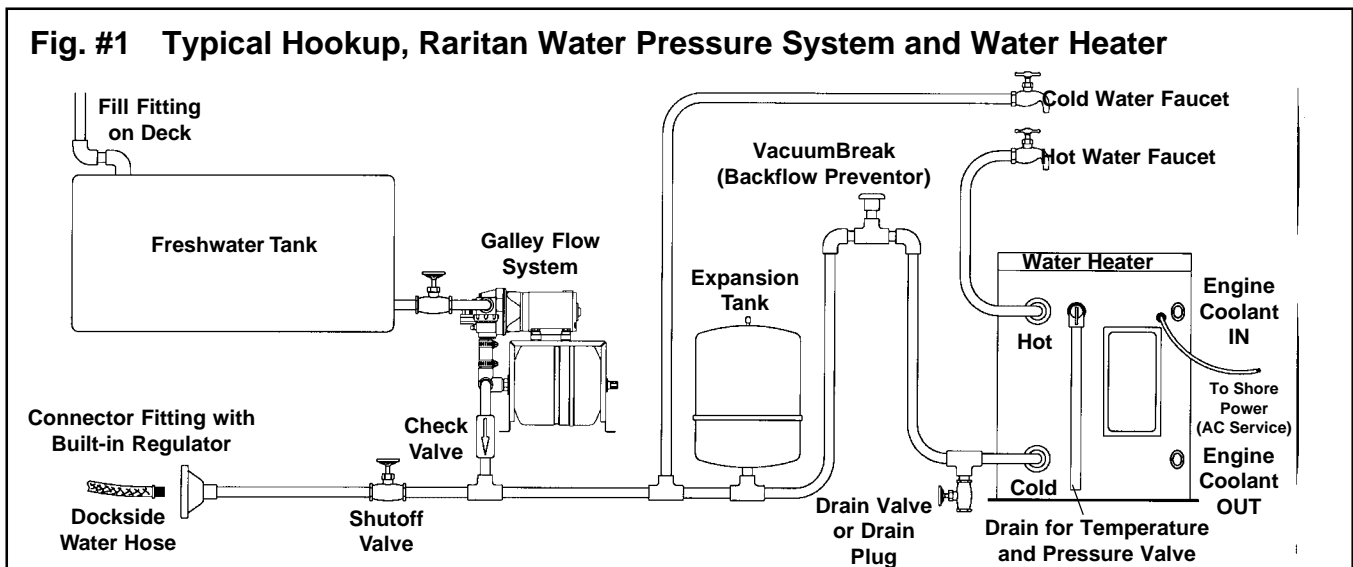 Fig. #1 Typical Hookup, Raritan Water Pressure System and Water Heater
Fill Fitting
on Deck
Cold Water Faucet
Hot Water Faucet
VacuumBreak
(Backflow Preventor)
Freshwater Tank
Galley Flow
System
Expansion
Tank
Water Heater
Engine
Coolant
IN
Hot
To Shore
Power
(AC Service)
Connector Fitting with
Built-in Regulator
Check
Valve
Engine
Coolant
OUT
Cold
Dockside
Water Hose
Shutoff
Valve
Drain Valve
or Drain
Plug
Drain for Temperature
and Pressure Valve